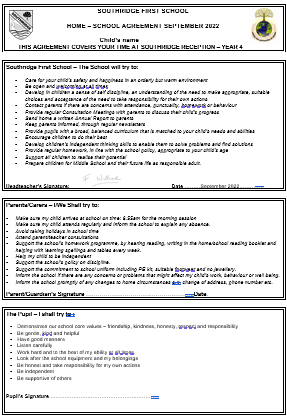 SOUTHRIDGE FIRST SCHOOL
HOME – SCHOOL AGREEMENT SEPTEMBER 2022
Child's name
THIS AGREEMENT COVERS YOUR TIME AT SOUTHRIDGE RECEPTION – YEAR 4
Southridge First School – The School will try to:
Care for your child's safety and happiness in an orderly but warm environment
Be open and welcoming at all times
Develop in children a sense of self discipline, an understanding of the need to make appropriate, suitable
choices and acceptance of the need to take responsibility for their own actions
Contact parents if there are concerns with attendance, punctuality, homework or behaviour
Provide regular Consultation Meetings with parents to discuss their child's progress
Send home a written Annual Report to Parents
Keep parents informed, through regular newsletters
Provide pupils with a broad, balanced curriculum that is matched to your child's needs and abilities
Encourage children to do their best
Develop children's independent thinking skills to enable them to solve problems and find solutions
Provide regular homework, in line with the school policy, appropriate to your child's age
Support all children to realise their potential
Prepare children for Middle School and their future life as responsible adult.
Headteacher's Signature: Date ........September 2022.......
Parents/Carers – I/We Shall try to:
Make sure my child arrives at school on time: 8.55am for the morning session
Make sure my child attends regularly and inform the school to explain any absence.
Avoid taking holidays in school time
Attend parent/teacher consultations
Support the school's homework programme, by hearing reading, writing in the home/school reading booklet and
helping with learning spellings and tables every week.
Help my child to be independent
Support the school's policy on discipline.
Support the commitment to school uniform including PE kit, suitable footwear and no jewellery.
Inform the school if there are any concerns or problems that might affect my child's work, behaviour or well being.
Inform the school promptly of any changes to home circumstances change of address, phone number etc.
Parent/Guardian's Signature ........................................Date.
The Pupil – I shall try to
Demonstrate our school core values – friendship, kindness, honesty, respect and responsibility
Be gentle, kind and helpful
Have good manners
Listen carefully
Work hard and to the best of my ability at all times
Look after the school equipment and my belongings
Be honest and take responsibility for my own actions
Be independent
Be supportive of others
Pupil's Signature ........................................